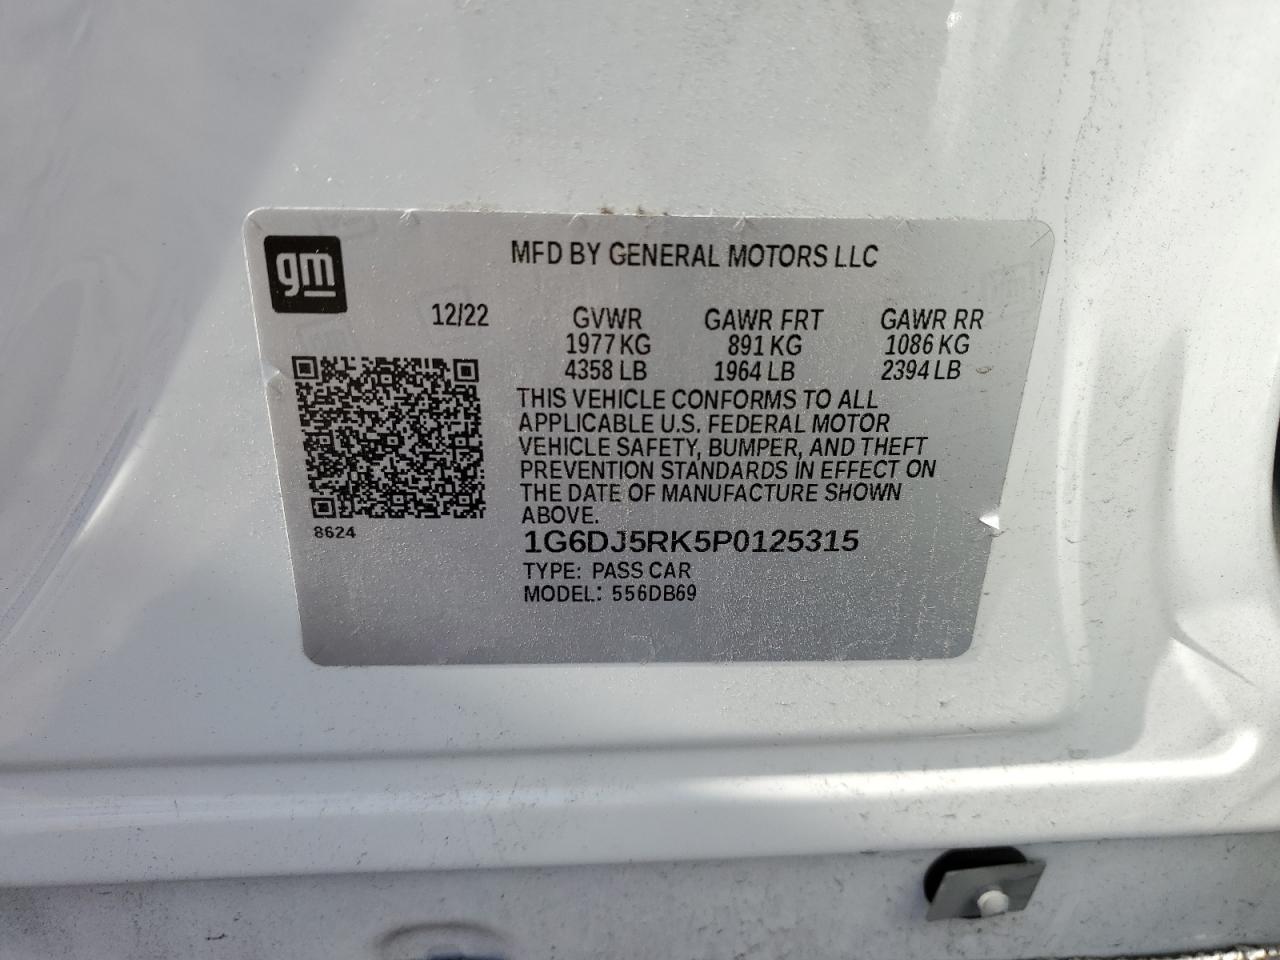 gm
MFD BY GENERAL MOTORS LLC
12/22 GVWR GAWR FRT GAWR RR
1977 KG 891 KG 1086 KG
4358 LB 1964 LB 2394 LB
THIS VEHICLE CONFORMS TO ALL
APPLICABLE U.S. FEDERAL MOTOR
VEHICLE SAFETY, BUMPER, AND THEFT
PREVENTION STANDARDS IN EFFECT ON
THE DATE OF MANUFACTURE SHOWN
ABOVE.
8624
1G6DJ5RK5P0125315
TYPE: PASS CAR
MODEL: 556DB69